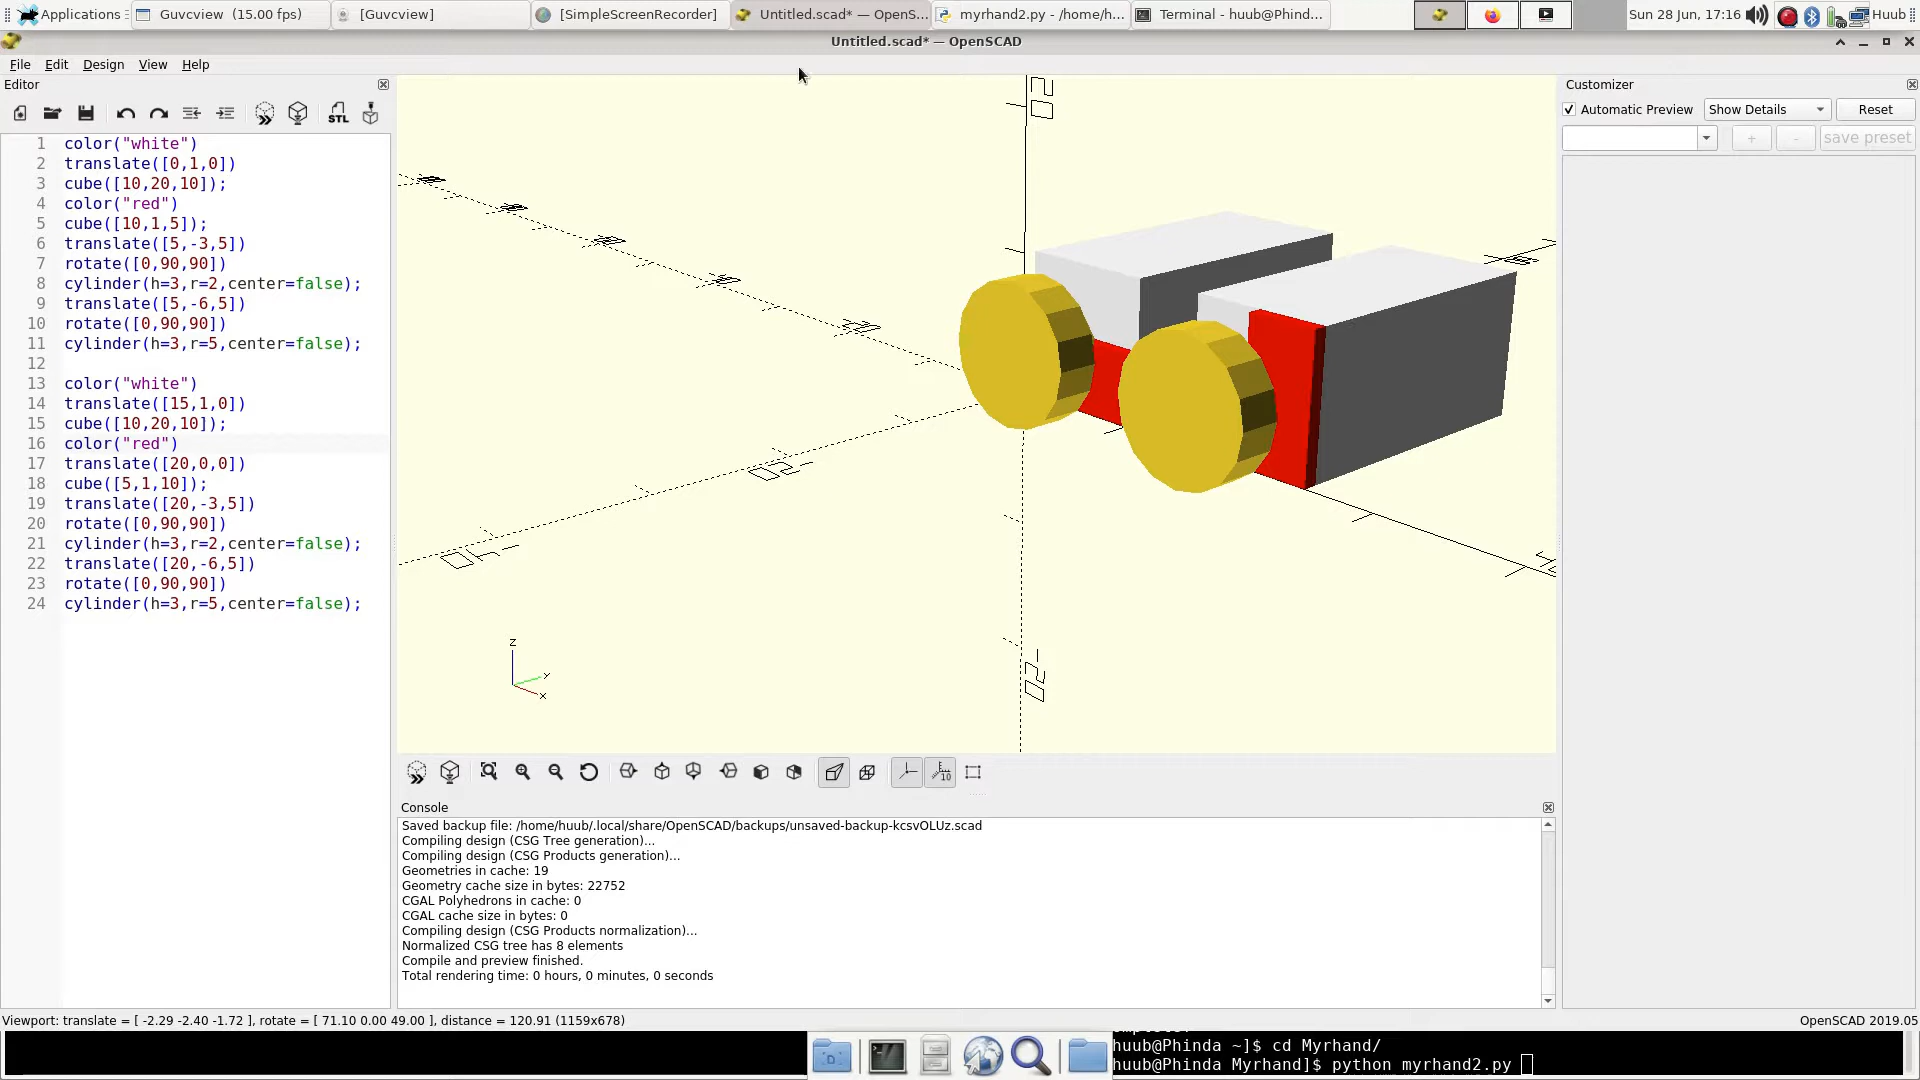 Applications
Guvcview (15.00 fps)
[Guvcview]
[SimpleScreenRecorder]
Untitled.scad* — OpenS...
myrhand2.py - /home/h...
Terminal - huub@Phind...
Sun 28 Jun, 17:16
Huub
Untitled.scad* — OpenSCAD
File Edit Design View Help
Editor
STL
1 color("white")
2 translate([0,1,0])
3 cube([10,20,10]);
4 color("red")
5 cube([10,1,5]);
6 translate([5,-3,5])
7 rotate([0,90,90])
8 cylinder(h=3,r=2,center=false);
9 translate([5,-6,5])
10 rotate([0,90,90])
11 cylinder(h=3,r=5,center=false);
12
13 color("white")
14 translate([15,1,0])
15 cube([10,20,10]);
16 color("red")
17 translate([20,0,0])
18 cube([5,1,10]);
19 translate([20,-3,5])
20 rotate([0,90,90])
21 cylinder(h=3,r=2,center=false);
22 translate([20,-6,5])
23 rotate([0,90,90])
24 cylinder(h=3,r=5,center=false);
20
-10
-20
z
y
x
10
Customizer
Automatic Preview
Show Details
Reset
+
-
save preset
Console
Saved backup file: /home/huub/.local/share/OpenSCAD/backups/unsaved-backup-kcsvOLUz.scad
Compiling design (CSG Tree generation)...
Compiling design (CSG Products generation)...
Geometries in cache: 19
Geometry cache size in bytes: 22752
CGAL Polyhedrons in cache: 0
CGAL cache size in bytes: 0
Compiling design (CSG Products normalization)...
Normalized CSG tree has 8 elements
Compile and preview finished.
Total rendering time: 0 hours, 0 minutes, 0 seconds
Viewport: translate = [ -2.29 -2.40 -1.72 ], rotate = [ 71.10 0.00 49.00 ], distance = 120.91 (1159x678)
OpenSCAD 2019.05
huub@Phinda ~]$ cd Myrhand/
huub@Phinda Myrhand]$ python myrhand2.py